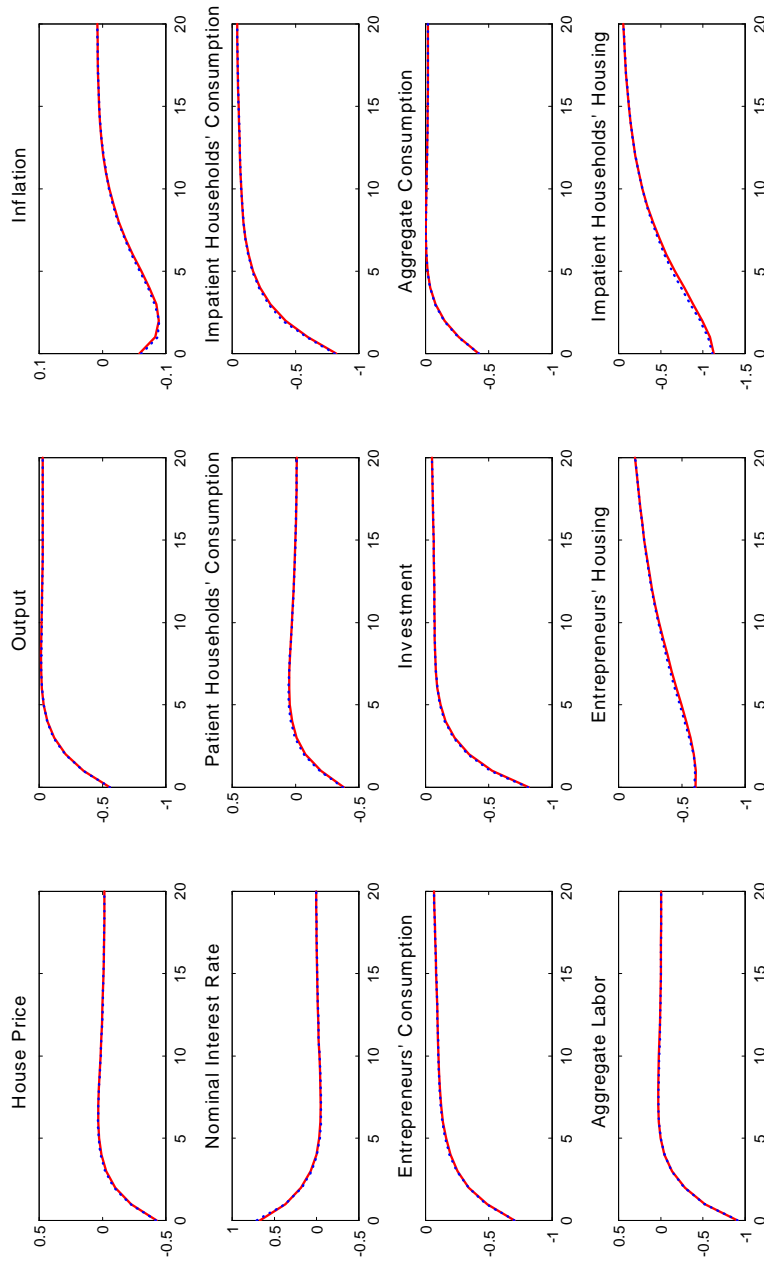 House Price
0.5
0
-0.5
0 5 10 15 20
Output
0
-0.5
-1
0 5 10 15 20
Inflation
0.1
0
-0.1
0 5 10 15 20
Nominal Interest Rate
1
0.5
0
-0.5
0 5 10 15 20
Patient Households' Consumption
0.5
0
-0.5
0 5 10 15 20
Impatient Households' Consumption
0
-0.5
-1
0 5 10 15 20
Entrepreneurs' Consumption
0
-0.5
-1
0 5 10 15 20
Investment
0
-0.5
-1
0 5 10 15 20
Aggregate Consumption
0
-0.5
-1
0 5 10 15 20
Aggregate Labor
0.5
0
-0.5
-1
0 5 10 15 20
Entrepreneurs' Housing
0
-0.5
-1
0 5 10 15 20
Impatient Households' Housing
0
-0.5
-1
-1.5
0 5 10 15 20